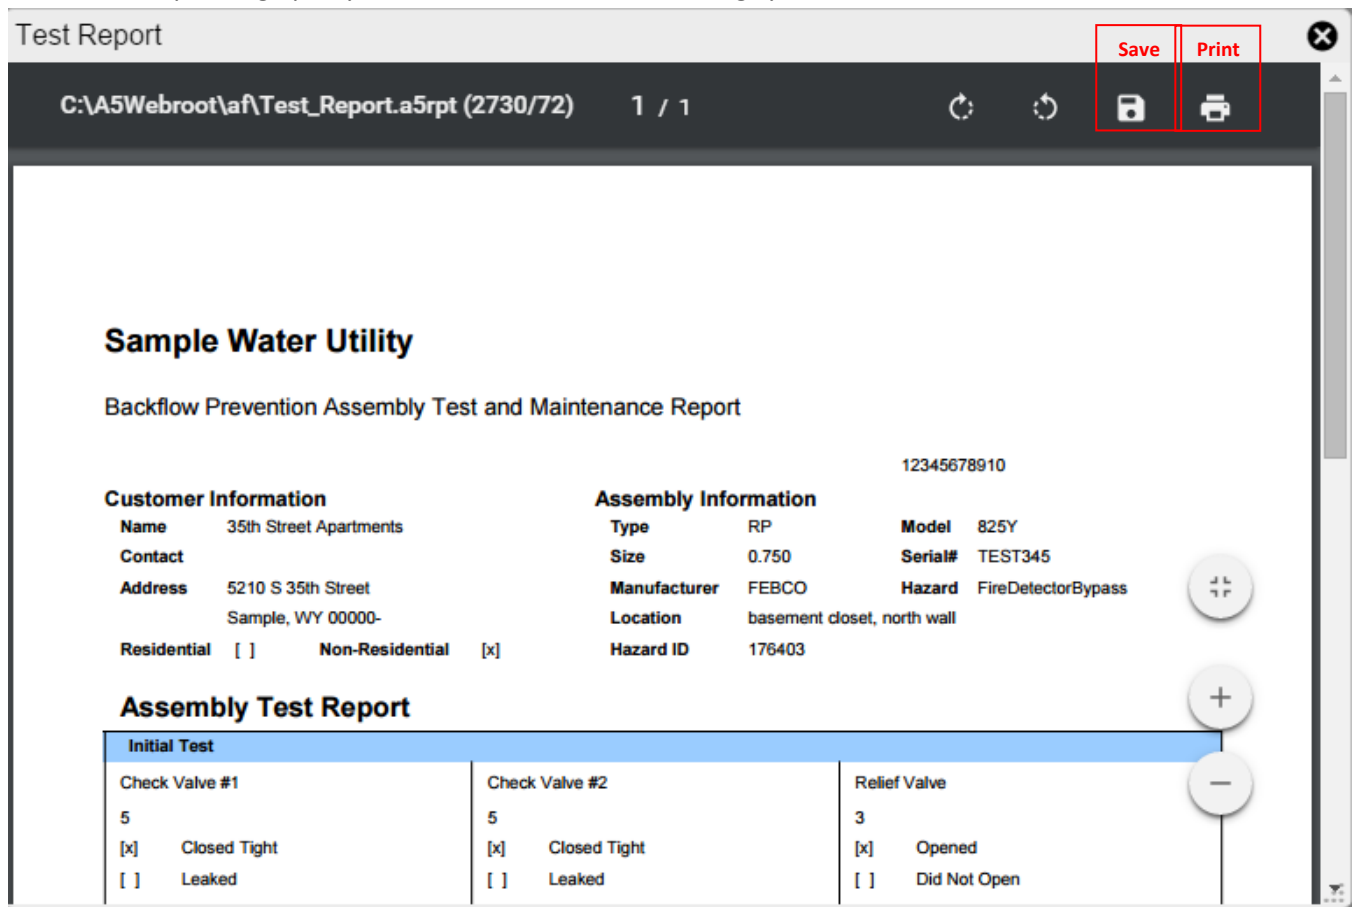 Test Report
Save Print
C:\A5Webroot\af\Test_Report.a5rpt (2730/72) 1 / 1
Sample Water Utility
Backflow Prevention Assembly Test and Maintenance Report
12345678910
Customer Information Assembly Information
Name 35th Street Apartments Type RP Model 825Y
Contact Size 0.750 Serial# TEST345
Address 5210 S 35th Street Manufacturer FEBCO Hazard FireDetectorBypass
Sample, WY 00000- Location basement closet, north wall
Residential [ ] Non-Residential [x] Hazard ID 176403
Assembly Test Report
Initial Test
Check Valve #1 Check Valve #2 Relief Valve
5 5 3
[x] Closed Tight [x] Closed Tight [x] Opened
[ ] Leaked [ ] Leaked [ ] Did Not Open